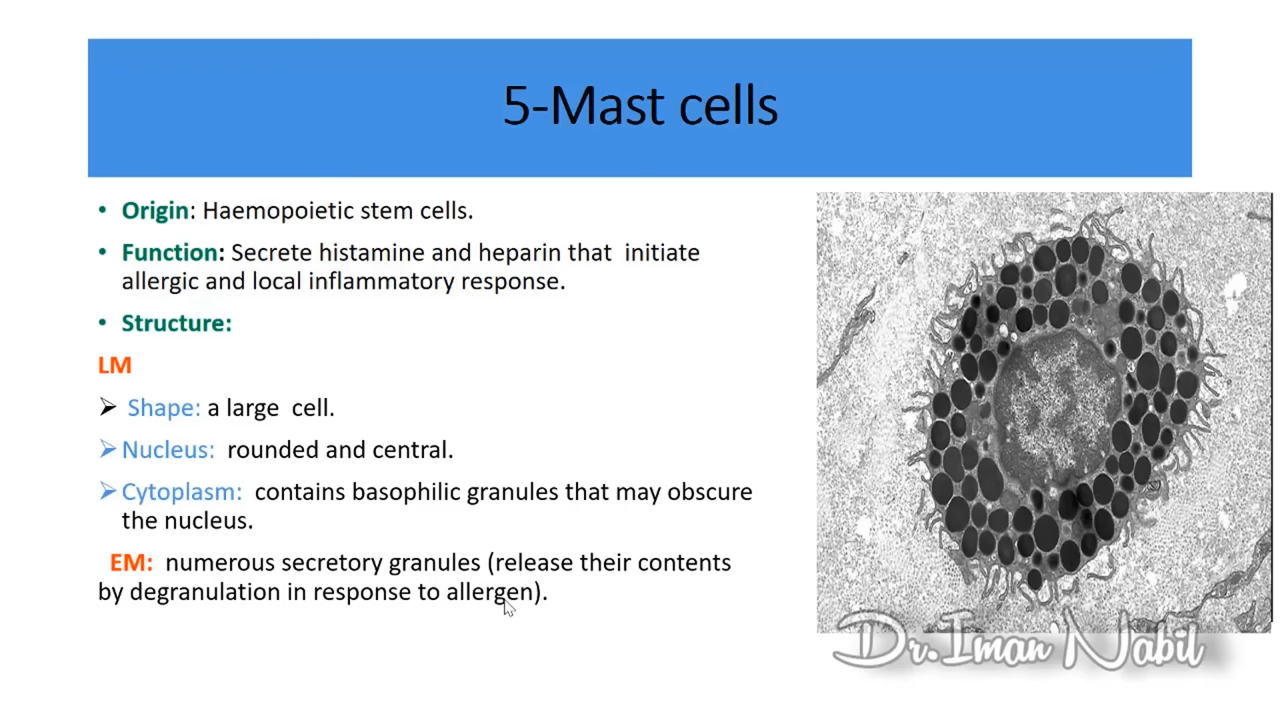 5-Mast cells
• Origin: Haemopoietic stem cells.
• Function: Secrete histamine and heparin that initiate
allergic and local inflammatory response.
• Structure:
LM
➢ Shape: a large cell.
➢ Nucleus: rounded and central.
➢ Cytoplasm: contains basophilic granules that may obscure
the nucleus.
EM: numerous secretory granules (release their contents
by degranulation in response to allergen).
Dr.Iman Nabil